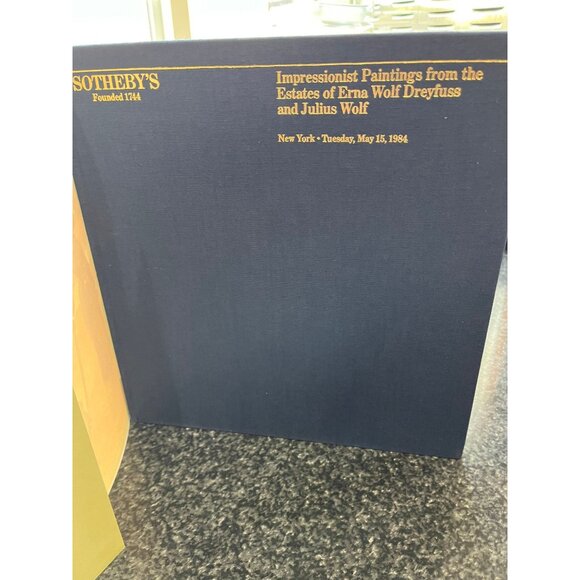 SOTHEBY'S
Founded 1744
Impressionist Paintings from the
Estates of Erna Wolf Dreyfuss
and Julius Wolf
New York • Tuesday, May 15, 1984